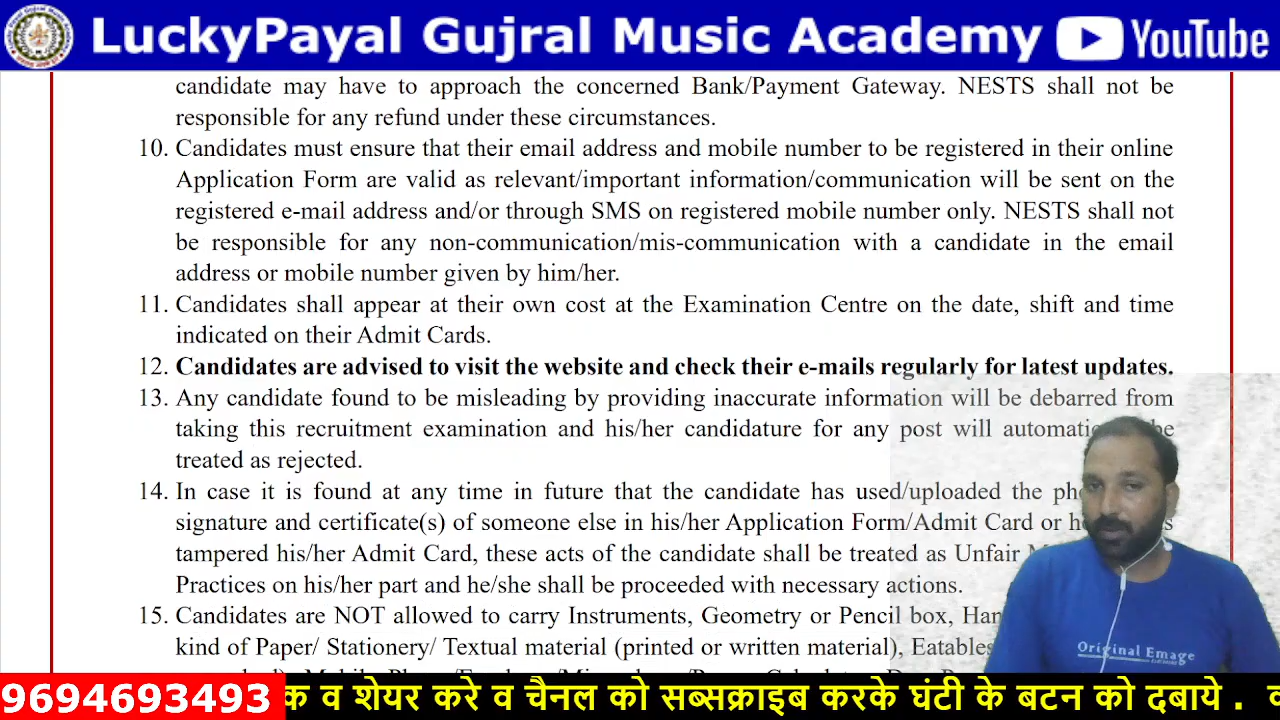 LuckyPayal Gujral Music Academy YouTube
candidate may have to approach the concerned Bank/Payment Gateway. NESTS shall not be
responsible for any refund under these circumstances.
10. Candidates must ensure that their email address and mobile number to be registered in their online
Application Form are valid as relevant/important information/communication will be sent on the
registered e-mail address and/or through SMS on registered mobile number only. NESTS shall not
be responsible for any non-communication/mis-communication with a candidate in the email
address or mobile number given by him/her.
11. Candidates shall appear at their own cost at the Examination Centre on the date, shift and time
indicated on their Admit Cards.
12. Candidates are advised to visit the website and check their e-mails regularly for latest updates.
13. Any candidate found to be misleading by providing inaccurate information will be debarred from
taking this recruitment examination and his/her candidature for any post will be
treated as rejected.
14. In case it is found at any time in future that the candidate has used/uploaded the
signature and certificate(s) of someone else in his/her Application Form/Admit Card or
tampered his/her Admit Card, these acts of the candidate shall be treated as Unfair
Practices on his/her part and he/she shall be proceeded with necessary actions.
15. Candidates are NOT allowed to carry Instruments, Geometry or Pencil box,
kind of Paper/ Stationery/ Textual material (printed or written material), Eatables
Original Emage
9694693493 व शेयर करे व चैनल को सब्सक्राइब करके घंटी के बटन को दबाये .